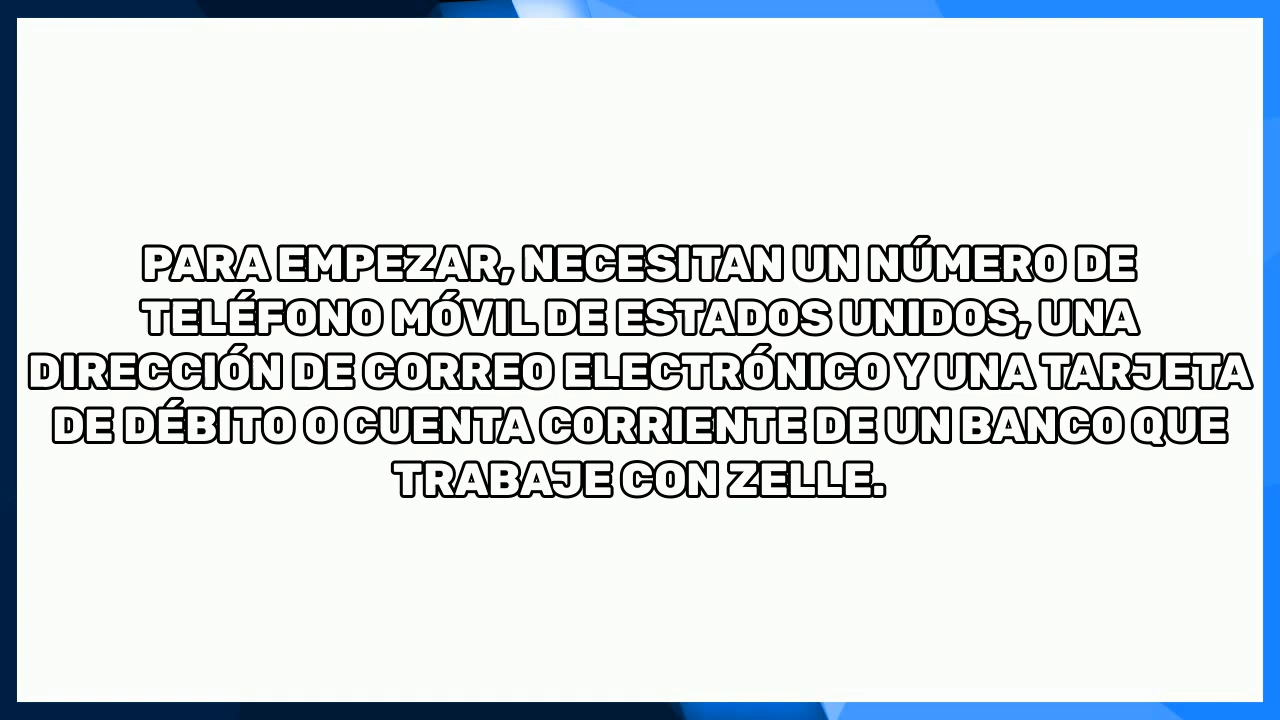 PARA EMPEZAR, NECESITAN UN NÚMERO DE
TELÉFONO MÓVIL DE ESTADOS UNIDOS, UNA
DIRECCIÓN DE CORREO ELECTRÓNICO Y UNA TARJETA
DE DÉBITO O CUENTA CORRIENTE DE UN BANCO QUE
TRABAJE CON ZELLE.